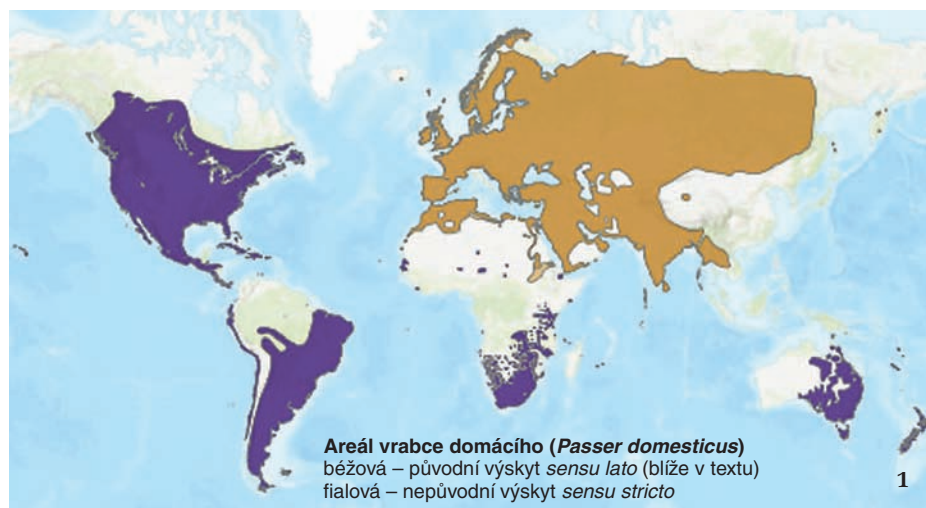 Areál vrabce domácího (Passer domesticus)
béžová – původní výskyt sensu lato (blíže v textu)
fialová – nepůvodní výskyt sensu stricto
1